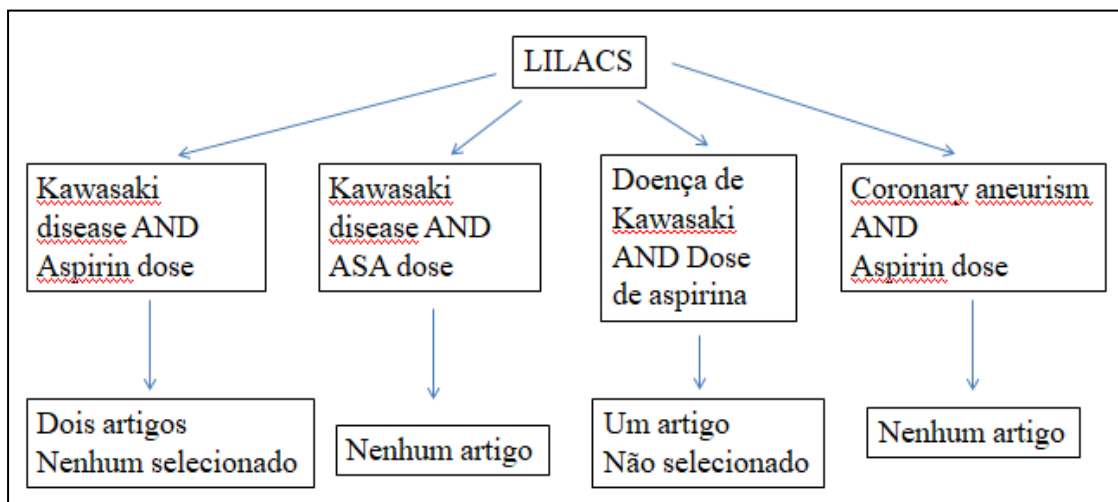 LILACS
Kawasaki
disease AND
Aspirin dose
Kawasaki
disease AND
ASA dose
Doença de
Kawasaki
AND Dose
de aspirina
Coronary aneurism
AND
Aspirin dose
Dois artigos
Nenhum selecionado
Nenhum artigo
Um artigo
Não selecionado
Nenhum artigo